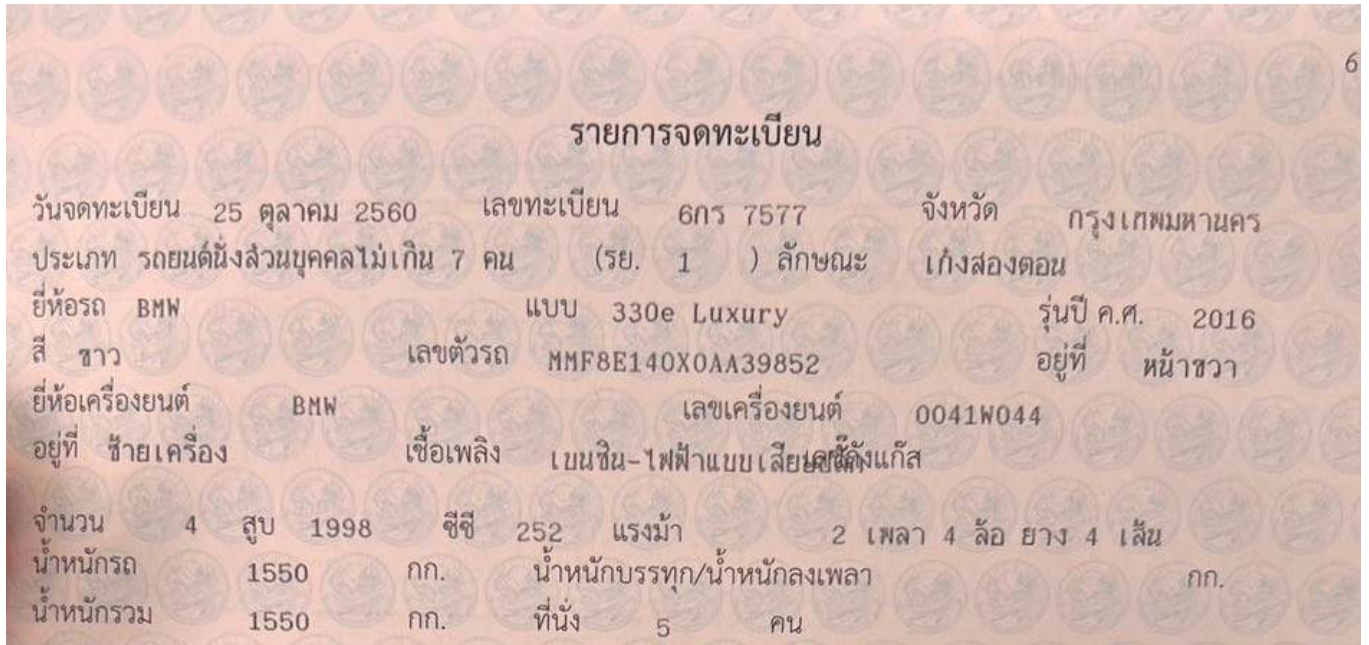 6
รายการจดทะเบียน
วันจดทะเบียน 25 ตุลาคม 2560 เลขทะเบียน 6กร 7577 จังหวัด กรุงเทพมหานคร
ประเภท รถยนต์นั่งส่วนบุคคลไม่เกิน 7 คน (รย. 1 ) ลักษณะ เก๋งสองตอน
ยี่ห้อรถ BMW แบบ 330e Luxury รุ่นปี ค.ศ. 2016
สี ขาว เลขตัวรถ MMF8E140X0AA39852 อยู่ที่ หน้าขวา
ยี่ห้อเครื่องยนต์ BMW เลขเครื่องยนต์ 0041W044
อยู่ที่ ซ้ายเครื่อง เชื้อเพลิง เบนซิน-ไฟฟ้าแบบเสียบปลั๊ก เลขถังแก๊ส
จำนวน 4 สูบ 1998 ซีซี 252 แรงม้า 2 เพลา 4 ล้อ ยาง 4 เส้น
น้ำหนักรถ 1550 กก. น้ำหนักบรรทุก/น้ำหนักลงเพลา กก.
น้ำหนักรวม 1550 กก. ที่นั่ง 5 คน